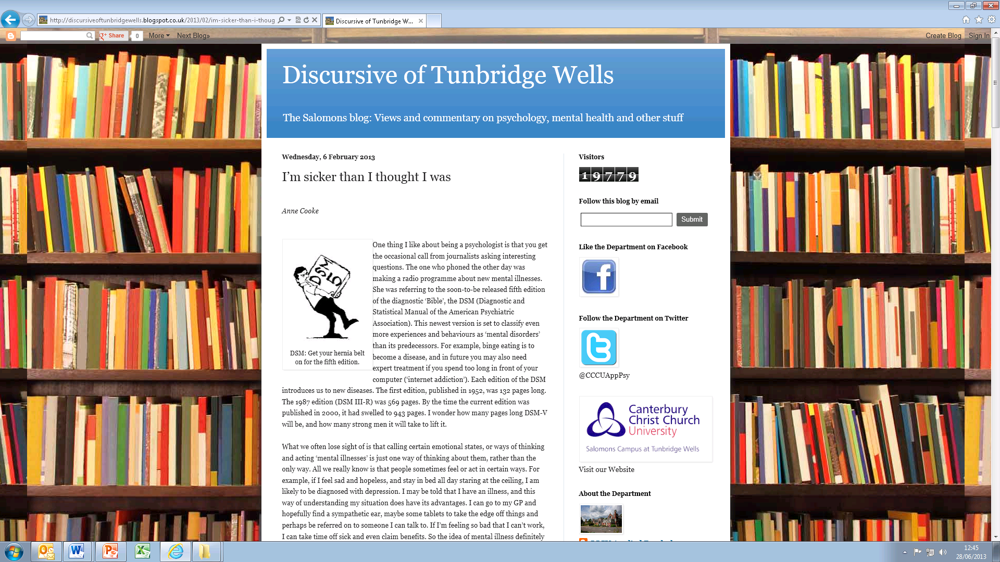 http://discursiveoftunbridgewells.blogspot.co.uk/2013/02/im-sicker-than-i-thoug
Discursive of Tunbridge W...
Share
0
More
Next Blog»
Create Blog
Sign In
Discursive of Tunbridge Wells
The Salomons blog: Views and commentary on psychology, mental health and other stuff
Wednesday, 6 February 2013
I'm sicker than I thought I was
Anne Cooke
DSM 5
DSM: Get your hernia belt
on for the fifth edition.
One thing I like about being a psychologist is that you get
the occasional call from journalists asking interesting
questions. The one who phoned the other day was
making a radio programme about new mental illnesses.
She was referring to the soon-to-be released fifth edition
of the diagnostic ‘Bible’, the DSM (Diagnostic and
Statistical Manual of the American Psychiatric
Association). This newest version is set to classify even
more experiences and behaviours as ‘mental disorders’
than its predecessors. For example, binge eating is to
become a disease, and in future you may also need
expert treatment if you spend too long in front of your
computer (‘internet addiction’). Each edition of the DSM
introduces us to new diseases. The first edition, published in 1952, was 132 pages long.
The 1987 edition (DSM III-R) was 569 pages. By the time the current edition was
published in 2000, it had swelled to 943 pages. I wonder how many pages long DSM-V
will be, and how many strong men it will take to lift it.
What we often lose sight of is that calling certain emotional states, or ways of thinking
and acting ‘mental illnesses’ is just one way of thinking about them, rather than the
only way. All we really know is that people sometimes feel or act in certain ways. For
example, if I feel sad and hopeless, and stay in bed all day staring at the ceiling, I am
likely to be diagnosed with depression. I may be told that I have an illness, and this
way of understanding my situation does have its advantages. I can go to my GP and
hopefully find a sympathetic ear, maybe some tablets to take the edge off things and
perhaps be referred on to someone I can talk to. If I’m feeling so bad that I can’t work,
I can take time off sick and even claim benefits. So the idea of mental illness definitely
Visitors
19779
Follow this blog by email
Submit
Like the Department on Facebook
Follow the Department on Twitter
@CCCUAppPsy
Canterbury
Christ Church
University
Salomons Campus at Tunbridge Wells
Visit our Website
About the Department
12:45
28/06/2013